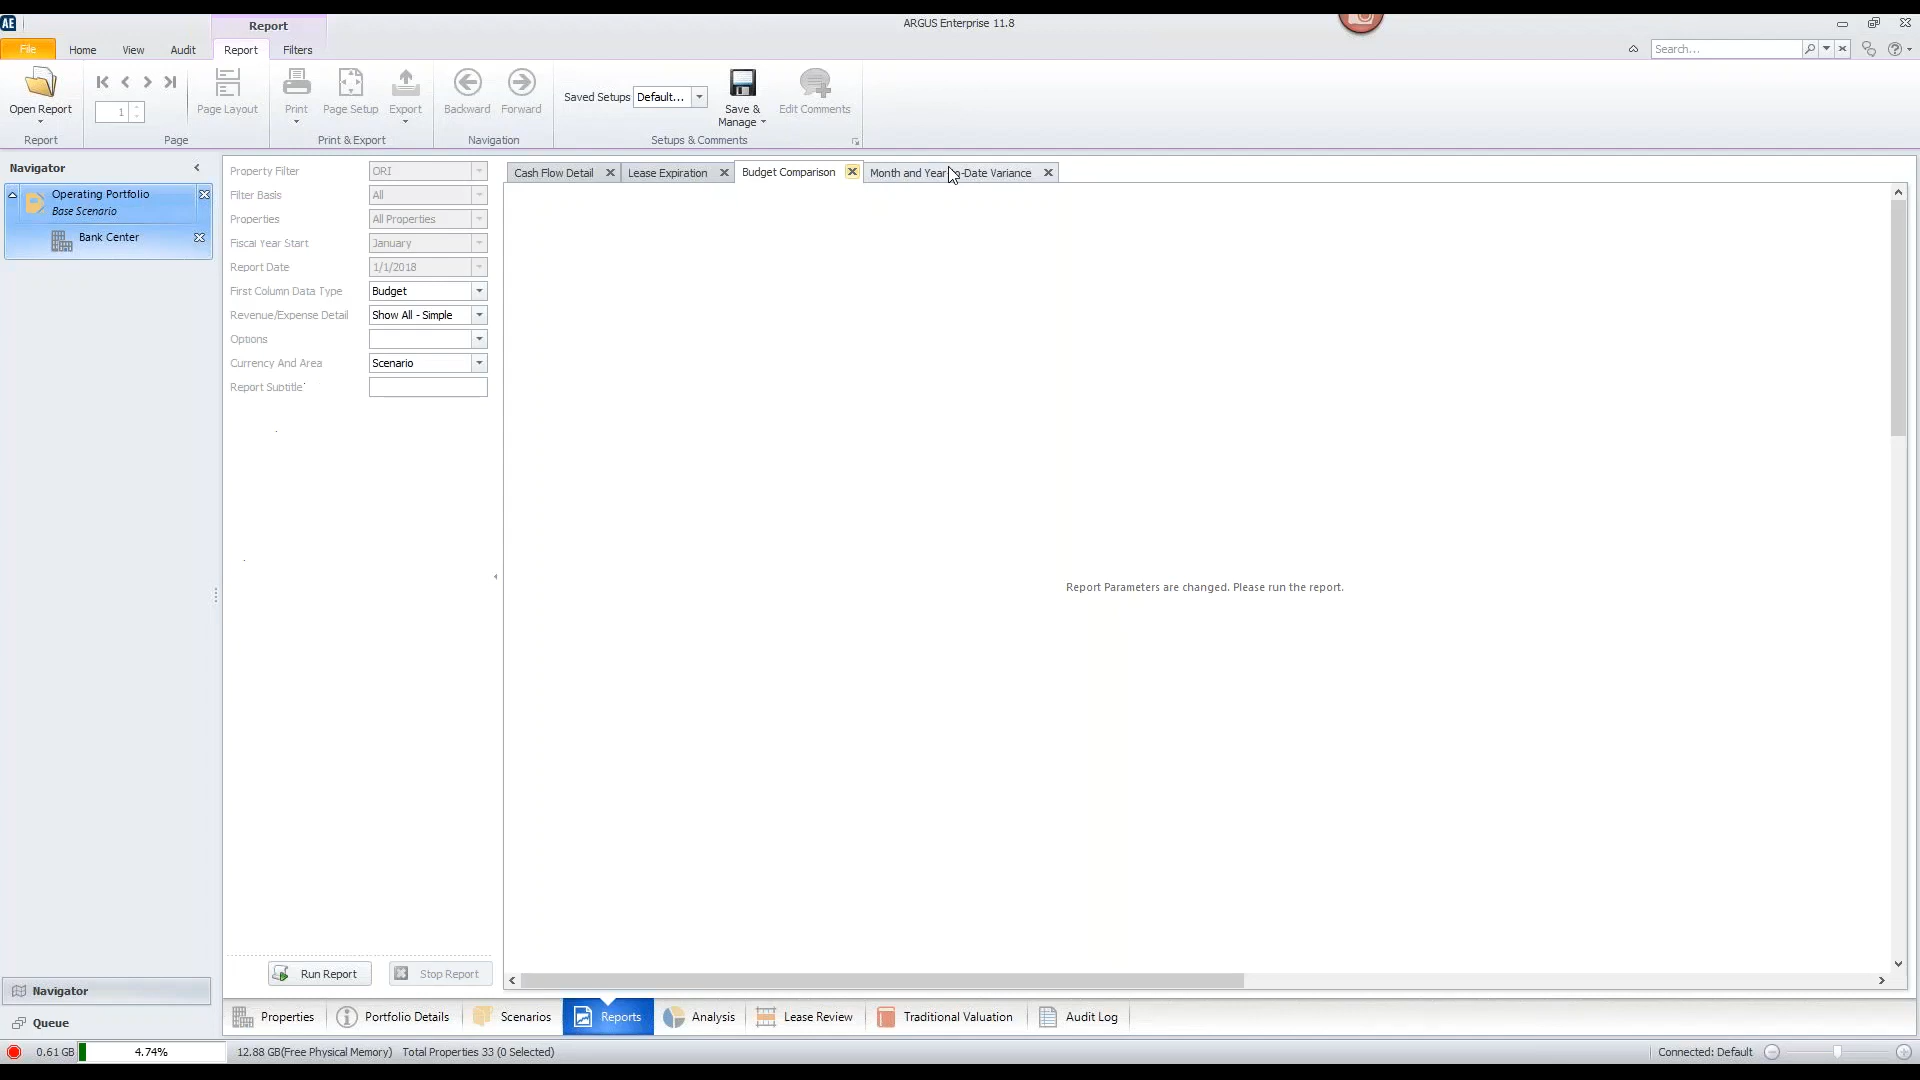 AE
Report
ARGUS Enterprise 11.8
File
Home
View
Audit
Report
Filters
Search...
Open Report
1
Page Layout
Print
Page Setup
Export
Backward
Forward
Saved Setups
Default...
Save &
Manage
Edit Comments
Report
Page
Print & Export
Navigation
Setups & Comments
Navigator
Operating Portfolio
Base Scenario
Bank Center
Property Filter
ORI
Filter Basis
All
Properties
All Properties
Fiscal Year Start
January
Report Date
1/1/2018
First Column Data Type
Budget
Revenue/Expense Detail
Show All - Simple
Options
Currency And Area
Scenario
Report Subtitle
Cash Flow Detail
Lease Expiration
Budget Comparison
Month and Year-To-Date Variance
Report Parameters are changed. Please run the report.
Run Report
Stop Report
Navigator
Queue
Properties
Portfolio Details
Scenarios
Reports
Analysis
Lease Review
Traditional Valuation
Audit Log
0.61 GB
4.74%
12.88 GB(Free Physical Memory)
Total Properties 33 (0 Selected)
Connected: Default